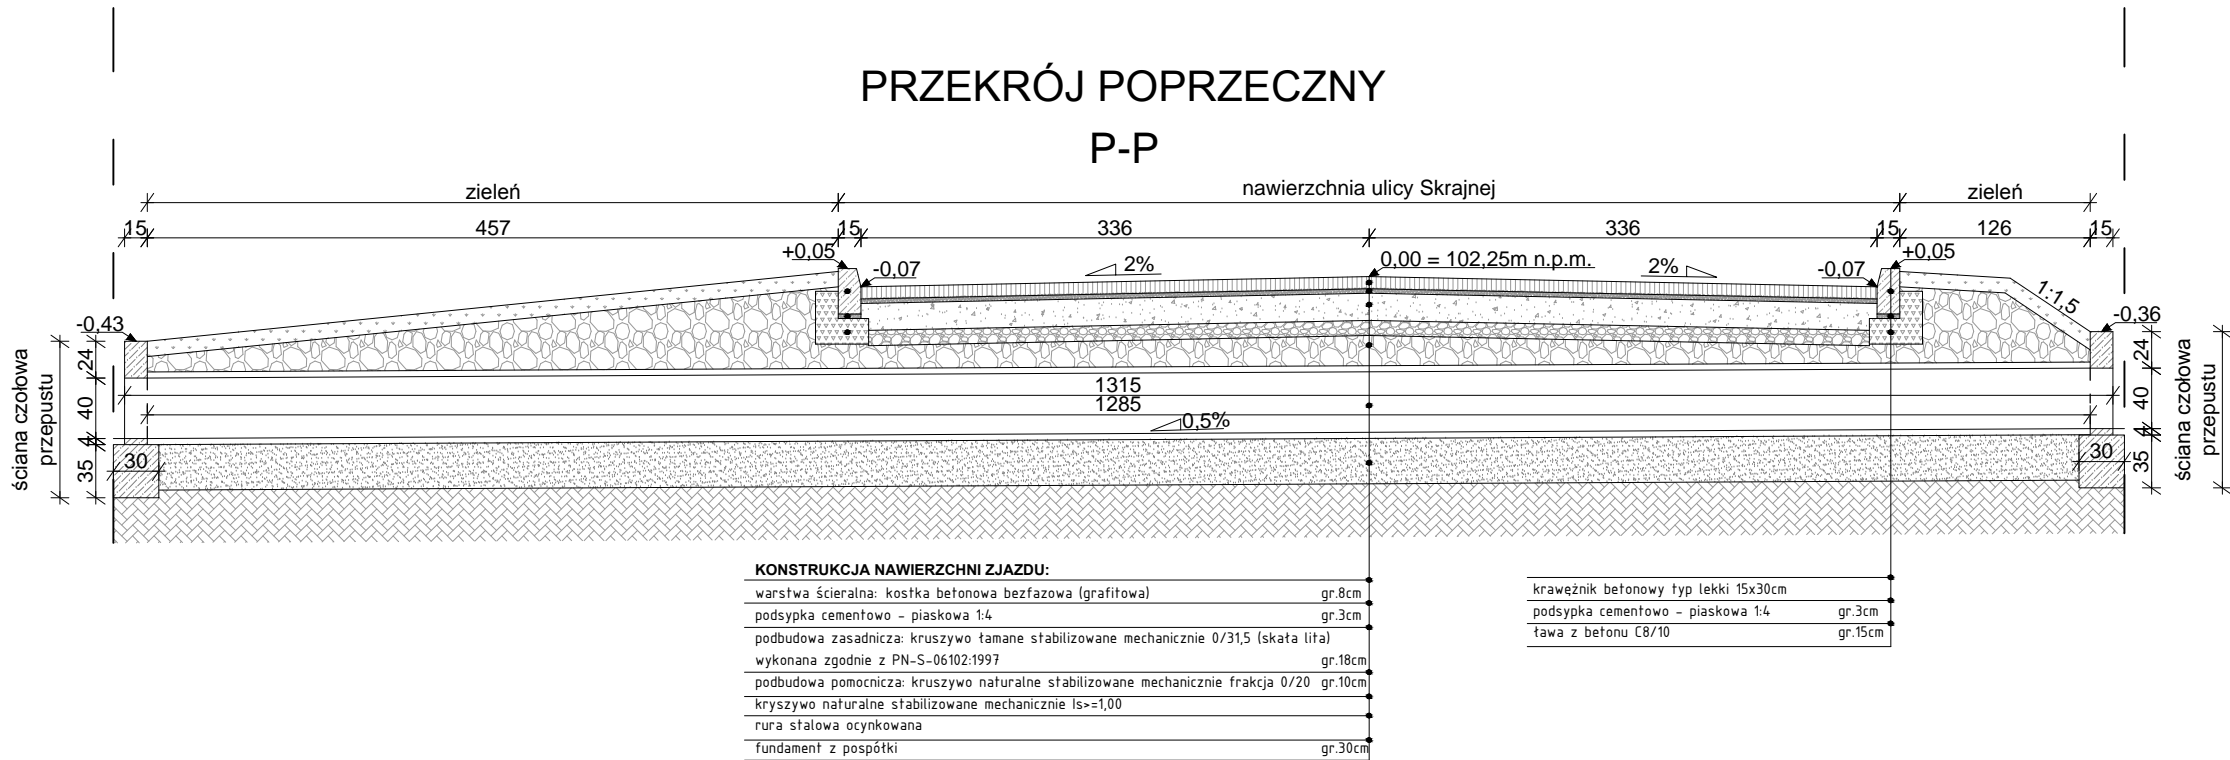 PRZEKRÓJ POPRZECZNY
P-P
zieleń
nawierzchnia ulicy Skrajnej
zieleń
15
457
15
336
336
15
126
15
+0,05
-0,07
2%
0,00 = 102,25m n.p.m.
2%
-0,07
+0,05
1:1,5
-0,43
-0,36
ściana czołowa
przepustu
24
40
4
35
30
1315
1285
0,5%
30
24
40
4
35
ściana czołowa
przepustu
KONSTRUKCJA NAWIERZCHNI ZJAZDU:
warstwa ścieralna: kostka betonowa bezfazowa (grafitowa) gr.8cm
podsypka cementowo - piaskowa 1:4 gr.3cm
podbudowa zasadnicza: kruszywo łamane stabilizowane mechanicznie 0/31,5 (skała lita)
wykonana zgodnie z PN-S-06102:1997 gr.18cm
podbudowa pomocnicza: kruszywo naturalne stabilizowane mechanicznie frakcja 0/20 gr.10cm
kryszywo naturalne stabilizowane mechanicznie Is>=1,00
rura stalowa ocynkowana
fundament z pospółki gr.30cm
krawężnik betonowy typ lekki 15x30cm
podsypka cementowo - piaskowa 1:4 gr.3cm
ława z betonu C8/10 gr.15cm